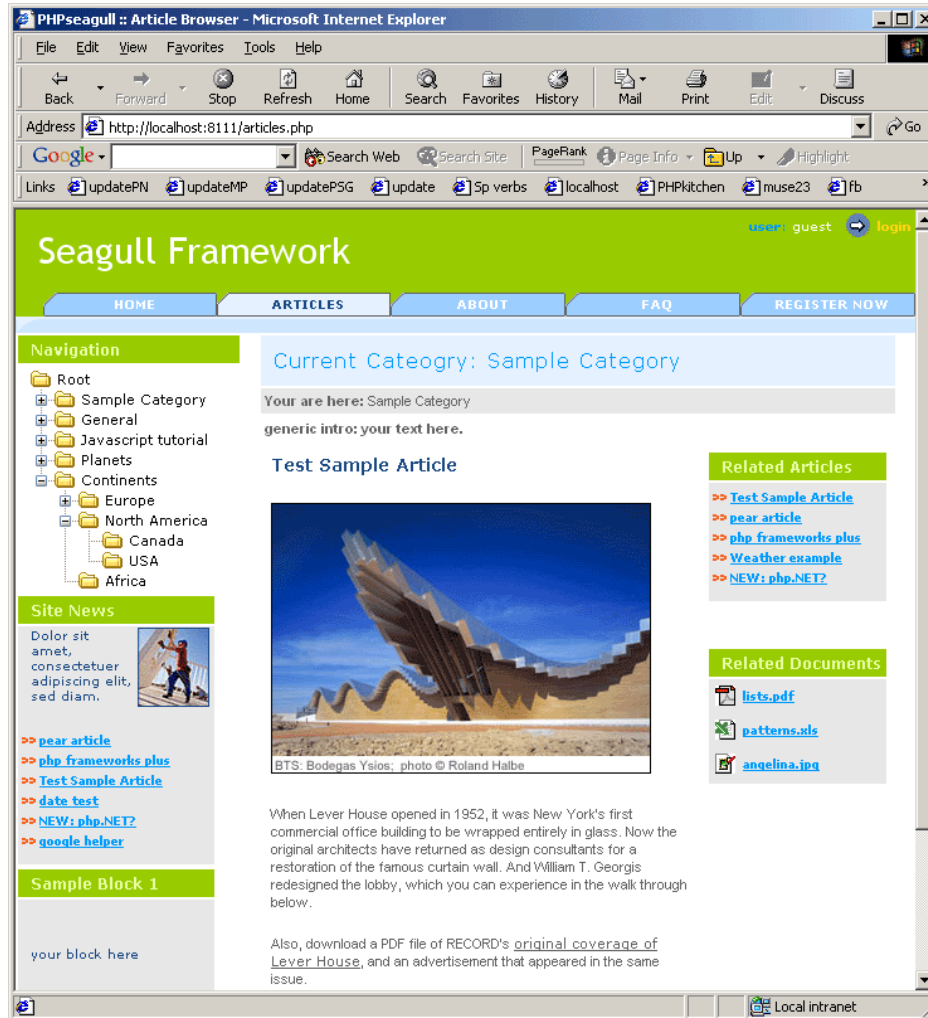 PHPseagull :: Article Browser - Microsoft Internet Explorer
File Edit View Favorites Tools Help
Back Forward Stop Refresh Home Search Favorites History Mail Print Edit Discuss
Address http://localhost:8111/articles.php Go
Google Search Web Search Site PageRank Page Info Up Highlight
Links updatePN updateMP updatePSG update Sp verbs localhost PHPkitchen muse23 fb
user: guest login
Seagull Framework
HOME ARTICLES ABOUT FAQ REGISTER NOW
Navigation
Root
Sample Category
General
Javascript tutorial
Planets
Continents
Europe
North America
Canada
USA
Africa
Site News
Dolor sit
amet,
consectetuer
adipiscing elit,
sed diam.
>> pear article
>> php frameworks plus
>> Test Sample Article
>> date test
>> NEW: php.NET?
>> google helper
Sample Block 1
your block here
Current Cateogry: Sample Category
Your are here: Sample Category
generic intro: your text here.
Test Sample Article
BTS: Bodegas Ysios; photo © Roland Halbe
When Lever House opened in 1952, it was New York's first
commercial office building to be wrapped entirely in glass. Now the
original architects have returned as design consultants for a
restoration of the famous curtain wall. And William T. Georgis
redesigned the lobby, which you can experience in the walk through
below.
Also, download a PDF file of RECORD's original coverage of
Lever House, and an advertisement that appeared in the same
issue.
Related Articles
>> Test Sample Article
>> pear article
>> php frameworks plus
>> Weather example
>> NEW: php.NET?
Related Documents
lists.pdf
patterns.xls
angelina.jpg
Local intranet